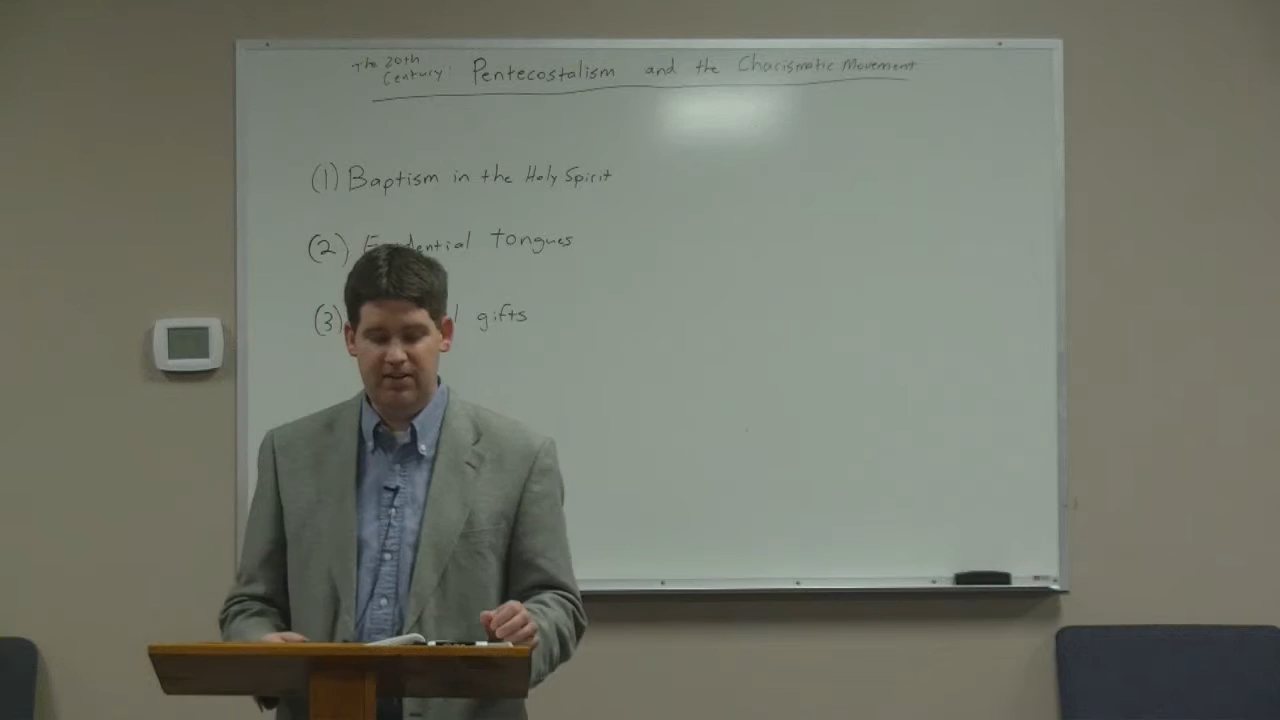 The 20th
Century: Pentecostalism and the Charismatic Movement
(1) Baptism in the Holy Spirit
(2) tongues
(3) gifts